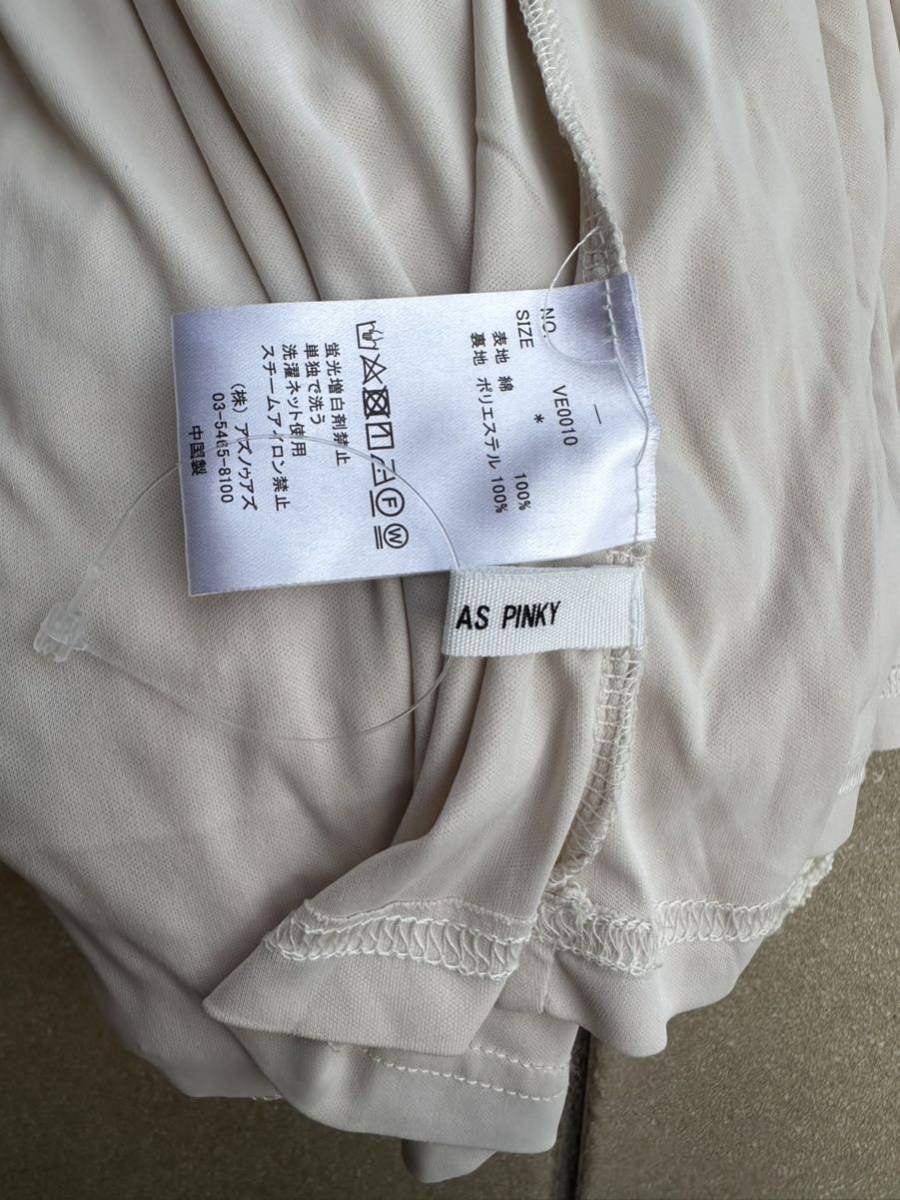 NO. VE0010
SIZE *
表地 綿 100%
裏地 ポリエステル 100%
F
W
蛍光増白剤禁止
単独で洗う
洗濯ネット使用
スチームアイロン禁止
(株) アズノゥアズ
03-5465-8100
中国製
AS PINKY